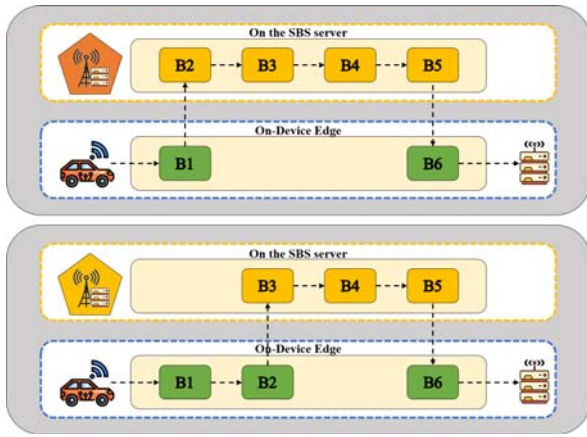 On the SBS server
B2 B3 B4 B5
On-Device Edge
B1 B6
On the SBS server
B3 B4 B5
On-Device Edge
B1 B2 B6